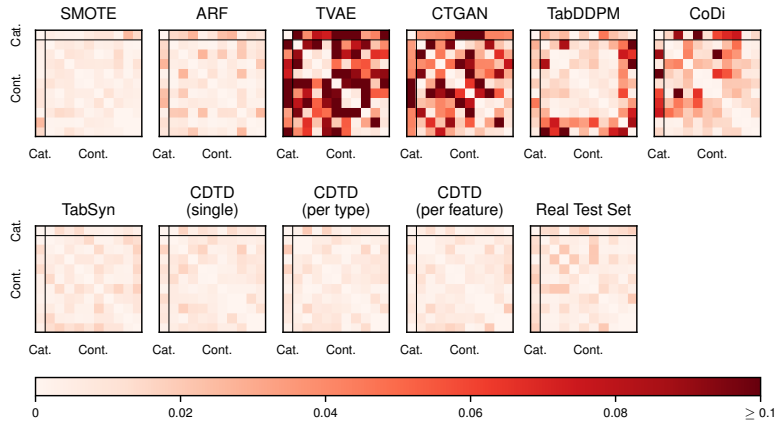 SMOTE ARF TVAE CTGAN TabDDPM CoDi
Cat.
Cont.
Cat. Cont. Cat. Cont. Cat. Cont. Cat. Cont. Cat. Cont. Cat. Cont.
TabSyn CDTD (single) CDTD (per type) CDTD (per feature) Real Test Set
Cat.
Cont.
Cat. Cont. Cat. Cont. Cat. Cont. Cat. Cont. Cat. Cont.
0 0.02 0.04 0.06 0.08 ≥ 0.1